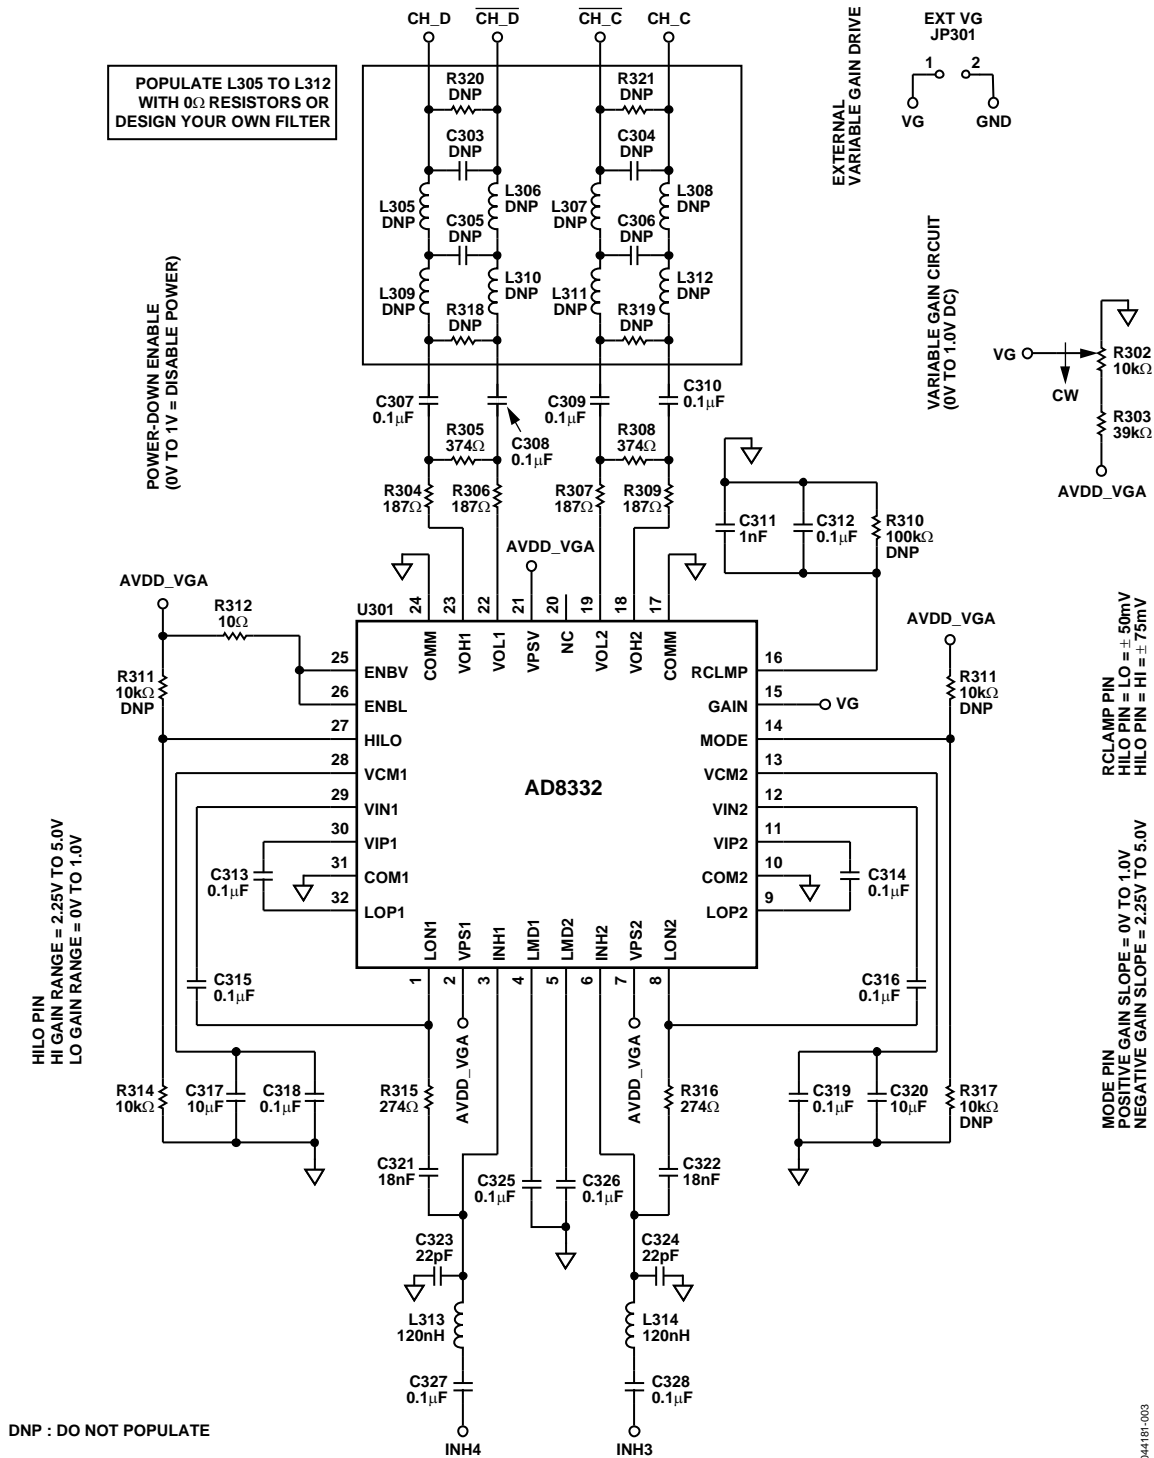 CH_D
CH_D
CH_C
CH_C
POPULATE L305 TO L312
WITH 0Ω RESISTORS OR
DESIGN YOUR OWN FILTER
R320
DNP
R321
DNP
C303
DNP
C304
DNP
L305
DNP
L306
DNP
L307
DNP
L308
DNP
C305
DNP
C306
DNP
L309
DNP
L310
DNP
L311
DNP
L312
DNP
R318
DNP
R319
DNP
EXTERNAL
VARIABLE GAIN DRIVE
EXT VG
JP301
1
2
VG
GND
POWER-DOWN ENABLE
(0V TO 1V = DISABLE POWER)
VARIABLE GAIN CIRCUIT
(0V TO 1.0V DC)
VG
CW
R302
10kΩ
R303
39kΩ
AVDD_VGA
C307
0.1μF
C308
0.1μF
C309
0.1μF
C310
0.1μF
R305
374Ω
R308
374Ω
R304
187Ω
R306
187Ω
R307
187Ω
R309
187Ω
C311
1nF
C312
0.1μF
R310
100kΩ
DNP
AVDD_VGA
AVDD_VGA
R312
10Ω
R311
10kΩ
DNP
U301
24
23
22
21
20
19
18
17
COMM
VOH1
VOL1
VPSV
NC
VOL2
VOH2
COMM
AVDD_VGA
R311
10kΩ
DNP
25
ENBV
26
ENBL
27
HILO
28
VCM1
29
VIN1
30
VIP1
31
COM1
32
LOP1
AD8332
16
RCLMP
15
GAIN
VG
14
MODE
13
VCM2
12
VIN2
11
VIP2
10
COM2
9
LOP2
LON1
VPS1
INH1
LMD1
LMD2
INH2
VPS2
LON2
1
2
3
4
5
6
7
8
C313
0.1μF
C314
0.1μF
C315
0.1μF
C316
0.1μF
AVDD_VGA
AVDD_VGA
RCLAMP PIN
HILO PIN = LO = ± 50mV
HILO PIN = HI = ± 75mV
HILO PIN
HI GAIN RANGE = 2.25V TO 5.0V
LO GAIN RANGE = 0V TO 1.0V
MODE PIN
POSITIVE GAIN SLOPE = 0V TO 1.0V
NEGATIVE GAIN SLOPE = 2.25V TO 5.0V
R314
10kΩ
C317
10μF
C318
0.1μF
R315
274Ω
R316
274Ω
C319
0.1μF
C320
10μF
R317
10kΩ
DNP
C321
18nF
C325
0.1μF
C326
0.1μF
C322
18nF
C323
22pF
C324
22pF
L313
120nH
L314
120nH
C327
0.1μF
C328
0.1μF
INH4
INH3
DNP : DO NOT POPULATE
044181-003